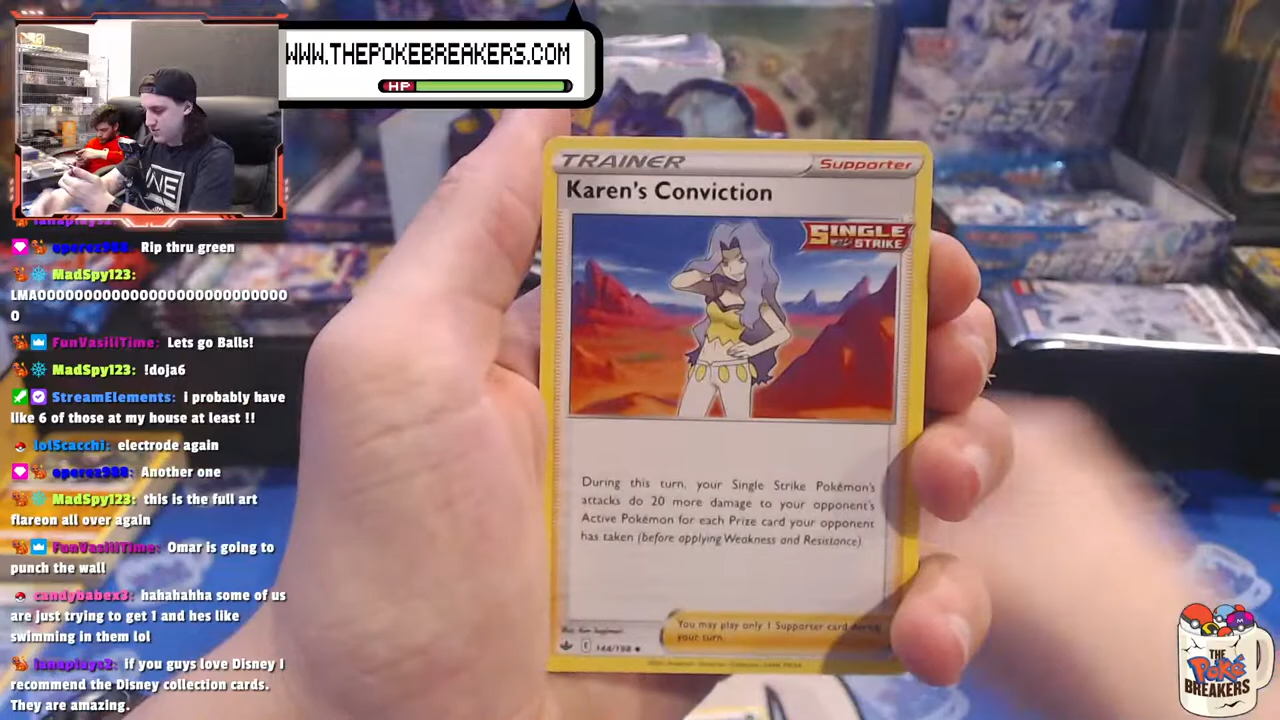 WWW.THEPOKEBREAKERS.COM
HP
TRAINER Supporter
Karen's Conviction
SINGLE
STRIKE
During this turn, your Single Strike Pokémon's
attacks do 20 more damage to your opponent's
Active Pokémon for each Prize card your opponent
has taken (before applying Weakness and Resistance).
You may play only 1 Supporter card during
your turn.
144/198
lanaplays2:
operez988: Rip thru green
MadSpy123:
LMAOOOOOOOOOOOOOOOOOOOOOOOOO
O
FunVasiliTime: Lets go Balls!
MadSpy123: !doja6
StreamElements: i probably have
like 6 of those at my house at least !!
lolScacchi: electrode again
operez988: Another one
MadSpy123: this is the full art
flareon all over again
FunVasiliTime: Omar is going to
punch the wall
candybabex3: hahahahha some of us
are just trying to get 1 and hes like
swimming in them lol
lanaplays2: if you guys love Disney I
recommend the Disney collection cards.
They are amazing.
THE
Poké
BREAKERS